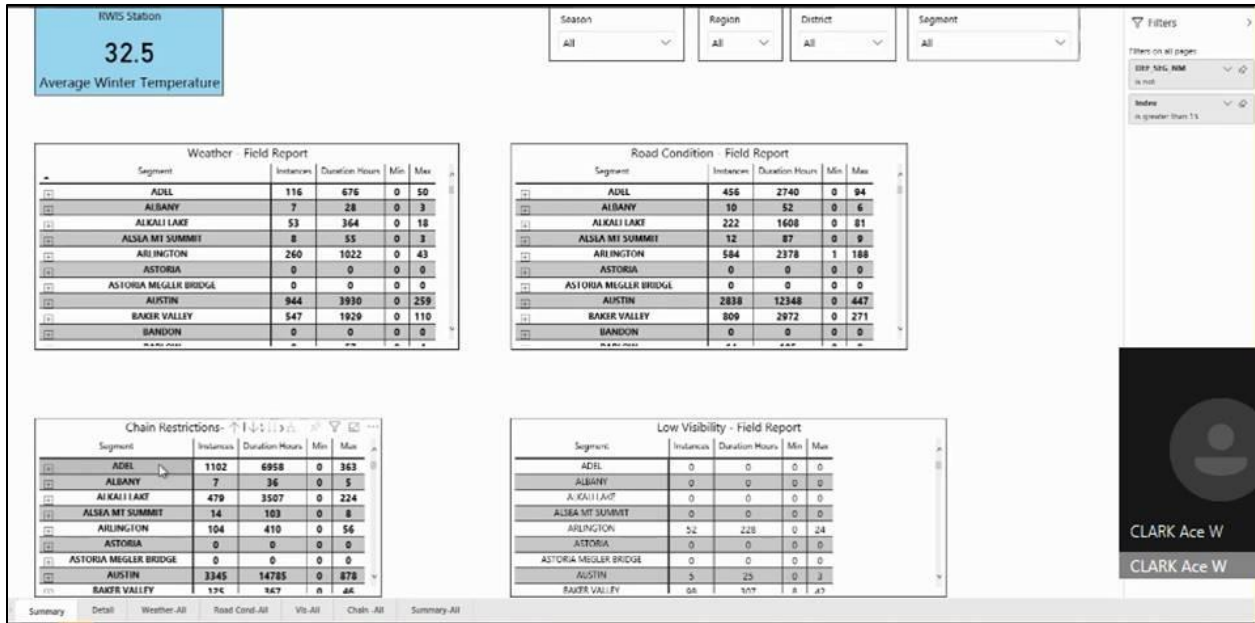 RWIS Station
32.5
Average Winter Temperature
Season
All
Region
All
District
All
Segment
All
Filters
Filters on all pages
DEF_SEG_NM
is not
Index
is greater than 15
Weather - Field Report
Segment Instances Duration Hours Min Max
ADEL 116 676 0 50
ALBANY 7 28 0 3
ALKALI LAKE 53 364 0 18
ALSEA MT SUMMIT 8 55 0 3
ARLINGTON 260 1022 0 43
ASTORIA 0 0 0 0
ASTORIA MEGLER BRIDGE 0 0 0 0
AUSTIN 944 3930 0 259
BAKER VALLEY 547 1929 0 110
BANDON 0 0 0 0
Road Condition - Field Report
Segment Instances Duration Hours Min Max
ADEL 456 2740 0 94
ALBANY 10 52 0 6
ALKALI LAKE 222 1608 0 81
ALSEA MT SUMMIT 12 87 0 9
ARLINGTON 584 2378 1 188
ASTORIA 0 0 0 0
ASTORIA MEGLER BRIDGE 0 0 0 0
AUSTIN 2838 12348 0 447
BAKER VALLEY 809 2972 0 271
BANDON 0 0 0 0
Chain Restrictions-
Segment Instances Duration Hours Min Max
ADEL 1102 6958 0 363
ALBANY 7 36 0 5
ALKALI LAKE 479 3507 0 224
ALSEA MT SUMMIT 14 103 0 8
ARLINGTON 104 410 0 56
ASTORIA 0 0 0 0
ASTORIA MEGLER BRIDGE 0 0 0 0
AUSTIN 3345 14785 0 878
BAKER VALLEY 125 367 0 46
Low Visibility - Field Report
Segment Instances Duration Hours Min Max
ADEL 0 0 0 0
ALBANY 0 0 0 0
ALKALI LAKE 0 0 0 0
ALSEA MT SUMMIT 0 0 0 0
ARLINGTON 52 228 0 24
ASTORIA 0 0 0 0
ASTORIA MEGLER BRIDGE 0 0 0 0
AUSTIN 5 25 0 3
BAKER VALLEY 98 307 42
CLARK Ace W
CLARK Ace W
Summary Detail Weather-All Road Cond-All Vis-All Chain -All Summary-All